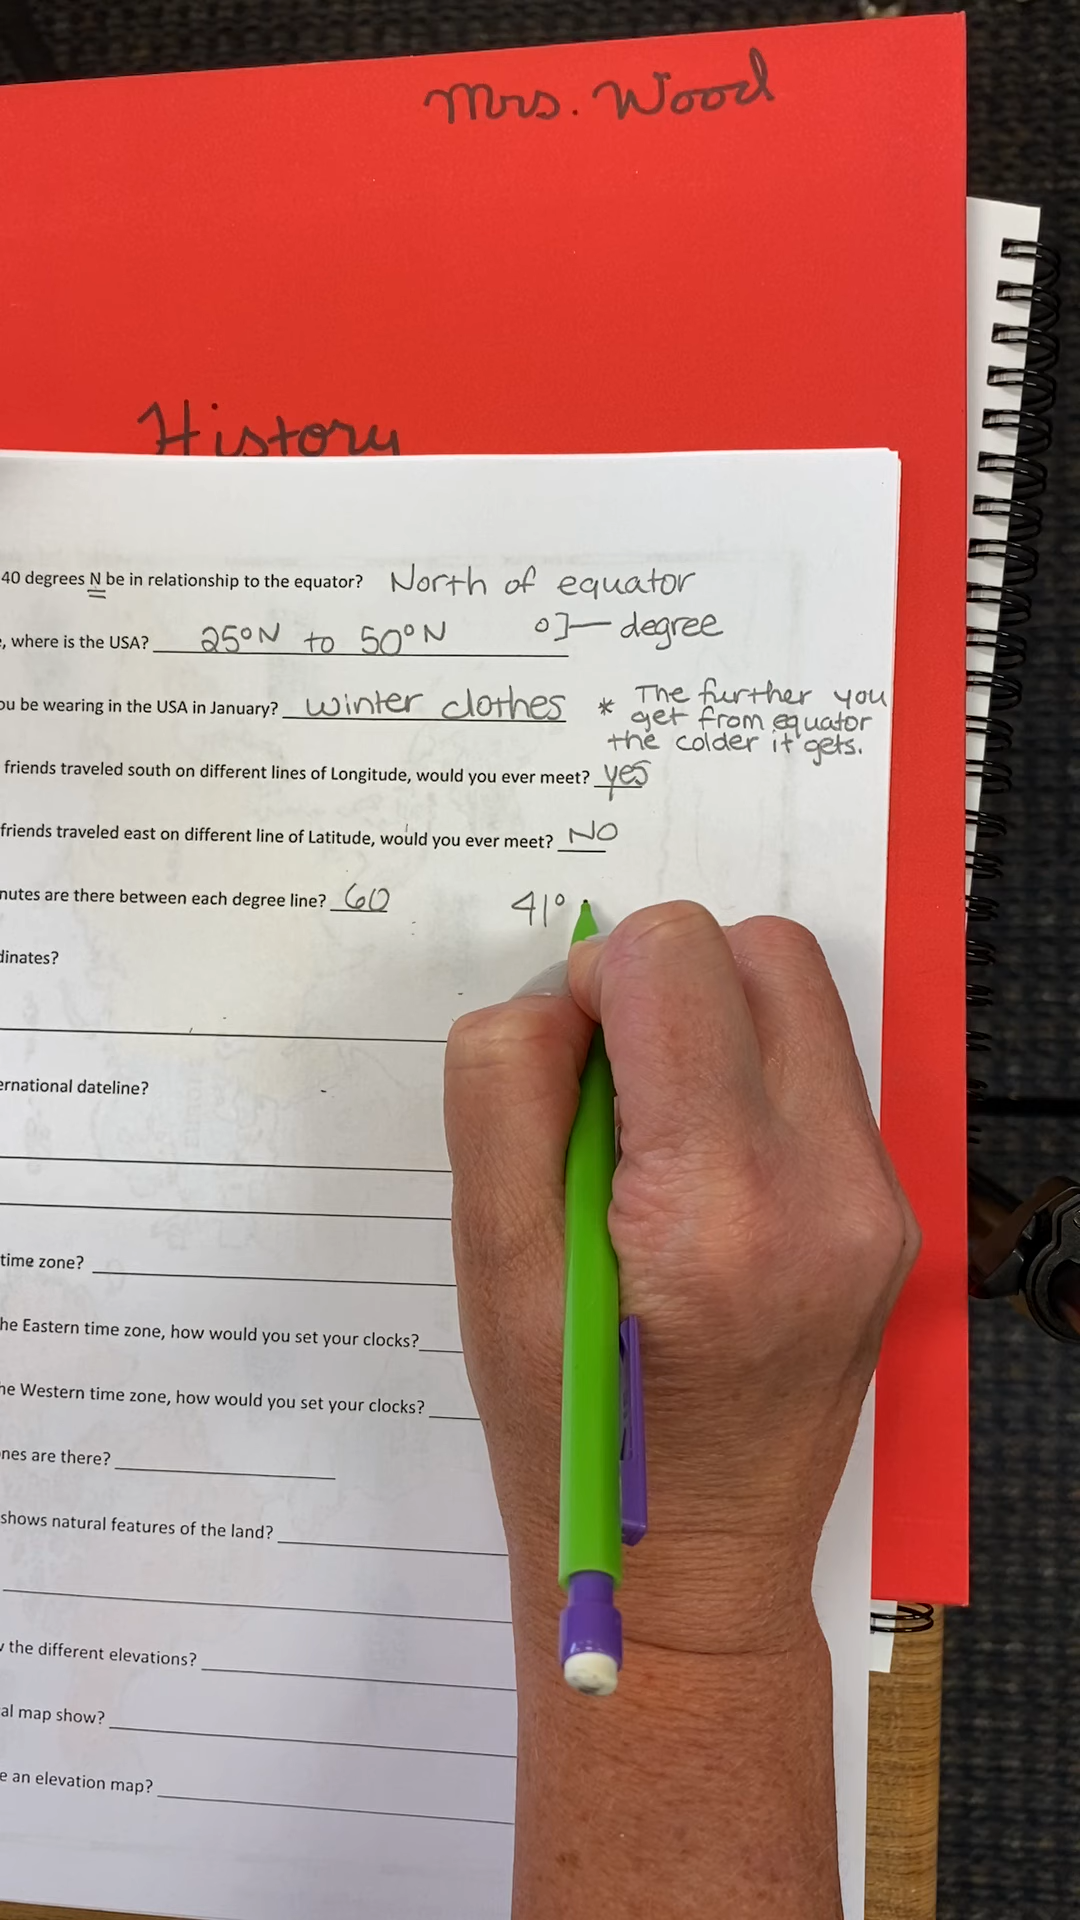 Mrs. Wood
History
40 degrees N be in relationship to the equator? North of equator
, where is the USA? 25°N to 50°N o]— degree
ou be wearing in the USA in January? winter clothes * The further you
get from equator
the colder it gets.
friends traveled south on different lines of Longitude, would you ever meet? yes
friends traveled east on different line of Latitude, would you ever meet? NO
nutes are there between each degree line? 60 41°
dinates?
ernational dateline?
time zone?
he Eastern time zone, how would you set your clocks?
he Western time zone, how would you set your clocks?
nes are there?
shows natural features of the land?
the different elevations?
al map show?
e an elevation map?